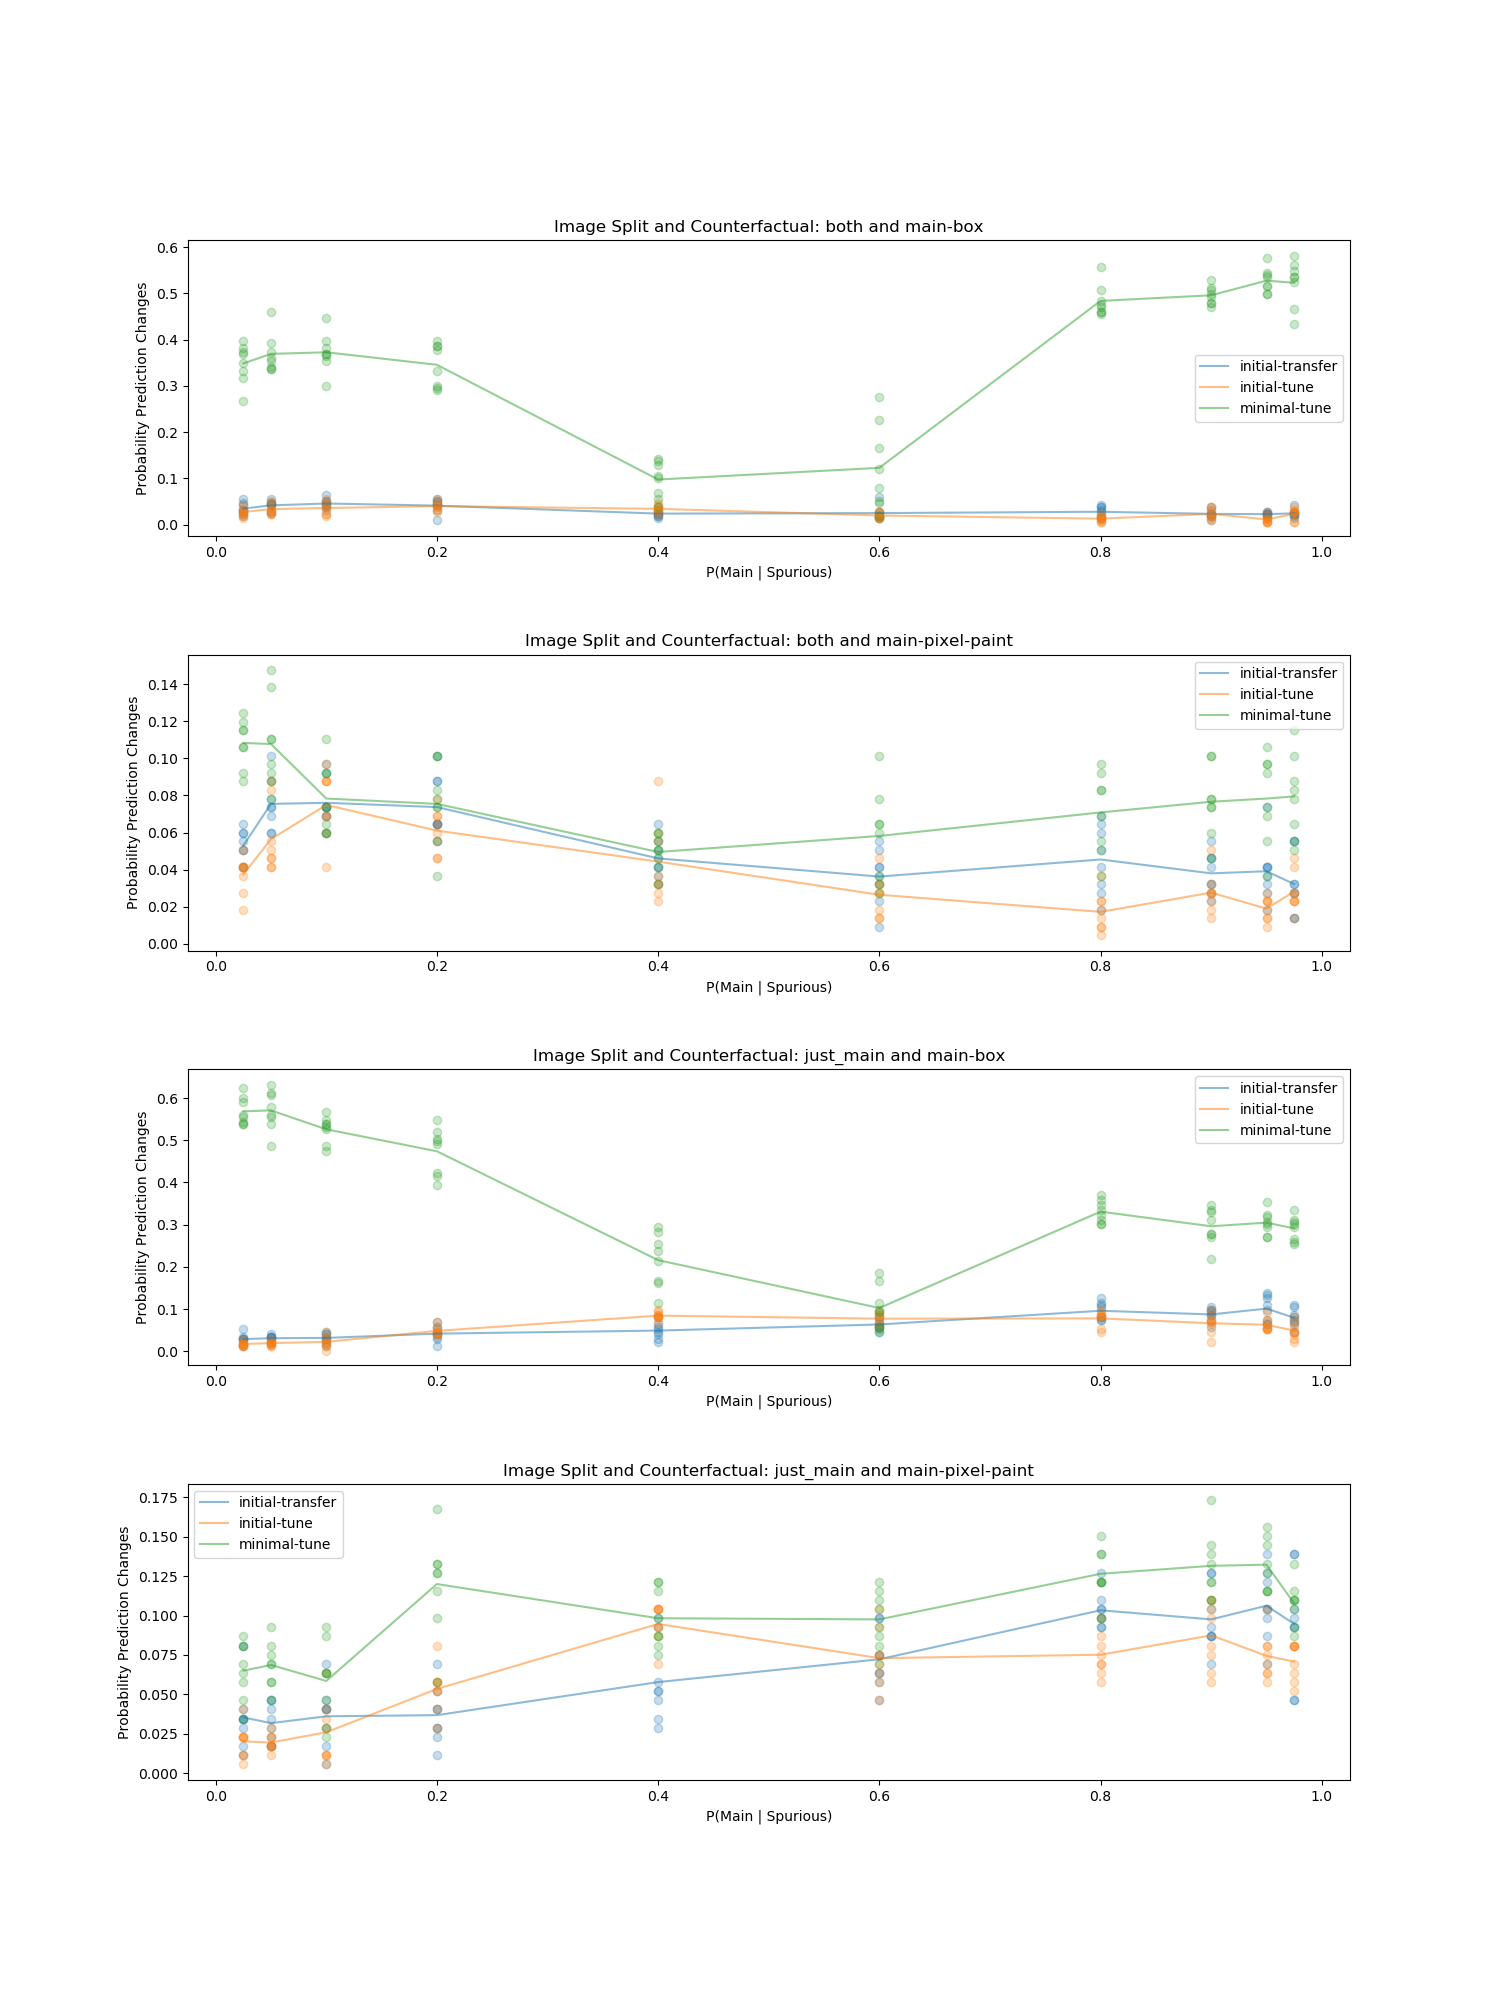 Image Split and Counterfactual: both and main-box
Probability Prediction Changes
0.6
0.5
0.4
0.3
0.2
0.1
0.0
initial-transfer
initial-tune
minimal-tune
0.0 0.2 0.4 0.6 0.8 1.0
P(Main | Spurious)
Image Split and Counterfactual: both and main-pixel-paint
Probability Prediction Changes
0.14
0.12
0.10
0.08
0.06
0.04
0.02
0.00
initial-transfer
initial-tune
minimal-tune
0.0 0.2 0.4 0.6 0.8 1.0
P(Main | Spurious)
Image Split and Counterfactual: just_main and main-box
Probability Prediction Changes
0.6
0.5
0.4
0.3
0.2
0.1
0.0
initial-transfer
initial-tune
minimal-tune
0.0 0.2 0.4 0.6 0.8 1.0
P(Main | Spurious)
Image Split and Counterfactual: just_main and main-pixel-paint
Probability Prediction Changes
0.175
0.150
0.125
0.100
0.075
0.050
0.025
0.000
initial-transfer
initial-tune
minimal-tune
0.0 0.2 0.4 0.6 0.8 1.0
P(Main | Spurious)